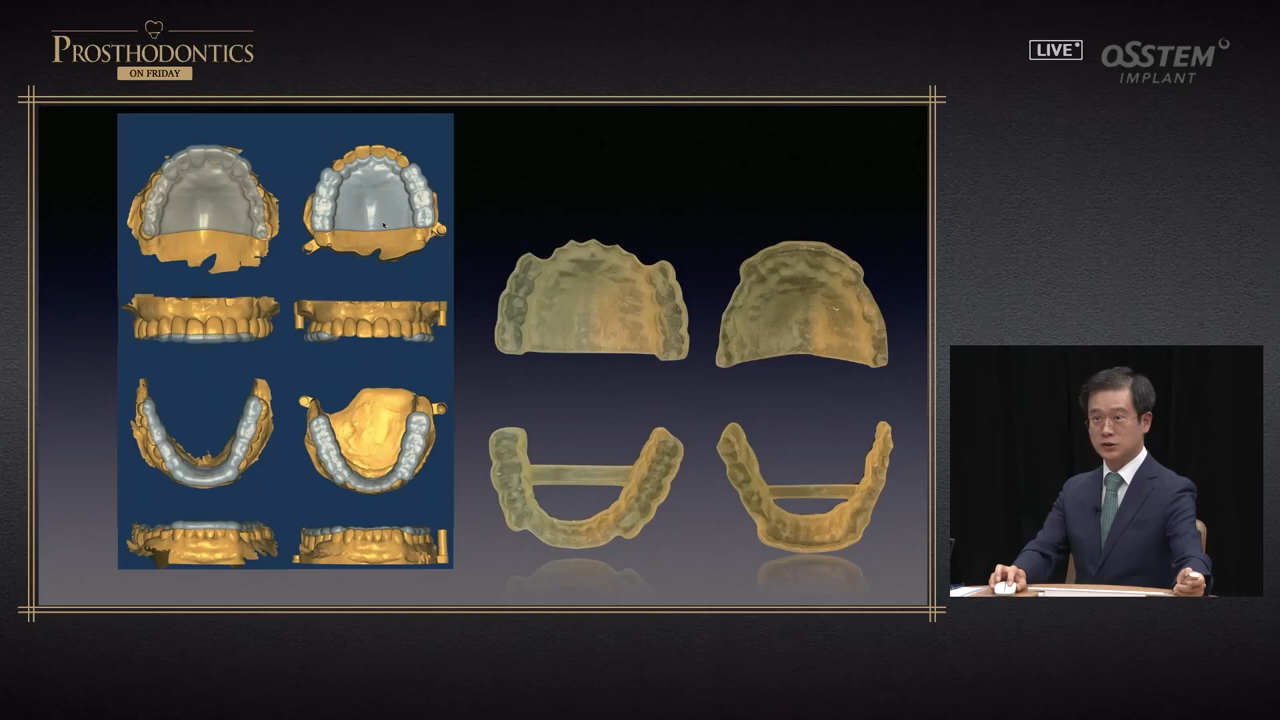 PROSTHODONTICS
ON FRIDAY
LIVE
OSSTEM
IMPLANT